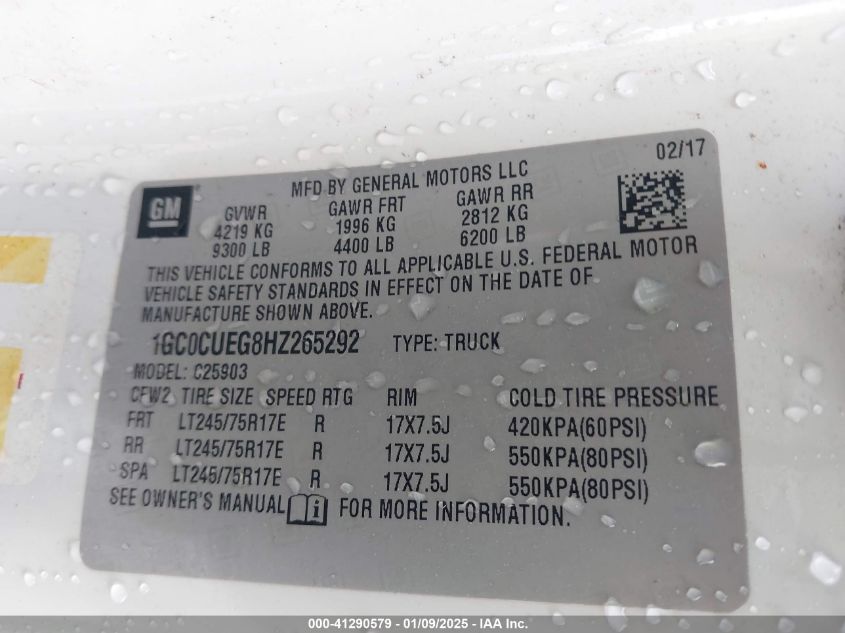 02/17
GM
MFD BY GENERAL MOTORS LLC
GVWR GAWR FRT GAWR RR
4219 KG 1996 KG 2812 KG
9300 LB 4400 LB 6200 LB
THIS VEHICLE CONFORMS TO ALL APPLICABLE U.S. FEDERAL MOTOR
VEHICLE SAFETY STANDARDS IN EFFECT ON THE DATE OF
MANUFACTURE SHOWN ABOVE.
1GC0CUEG8HZ265292 TYPE: TRUCK
MODEL: C25903
CFW2 TIRE SIZE SPEED RTG RIM COLD TIRE PRESSURE
FRT LT245/75R17E R 17X7.5J 420KPA(60PSI)
RR LT245/75R17E R 17X7.5J 550KPA(80PSI)
SPA LT245/75R17E R 17X7.5J 550KPA(80PSI)
SEE OWNER'S MANUAL i FOR MORE INFORMATION.
000-41290579 - 01/09/2025 - IAA Inc.